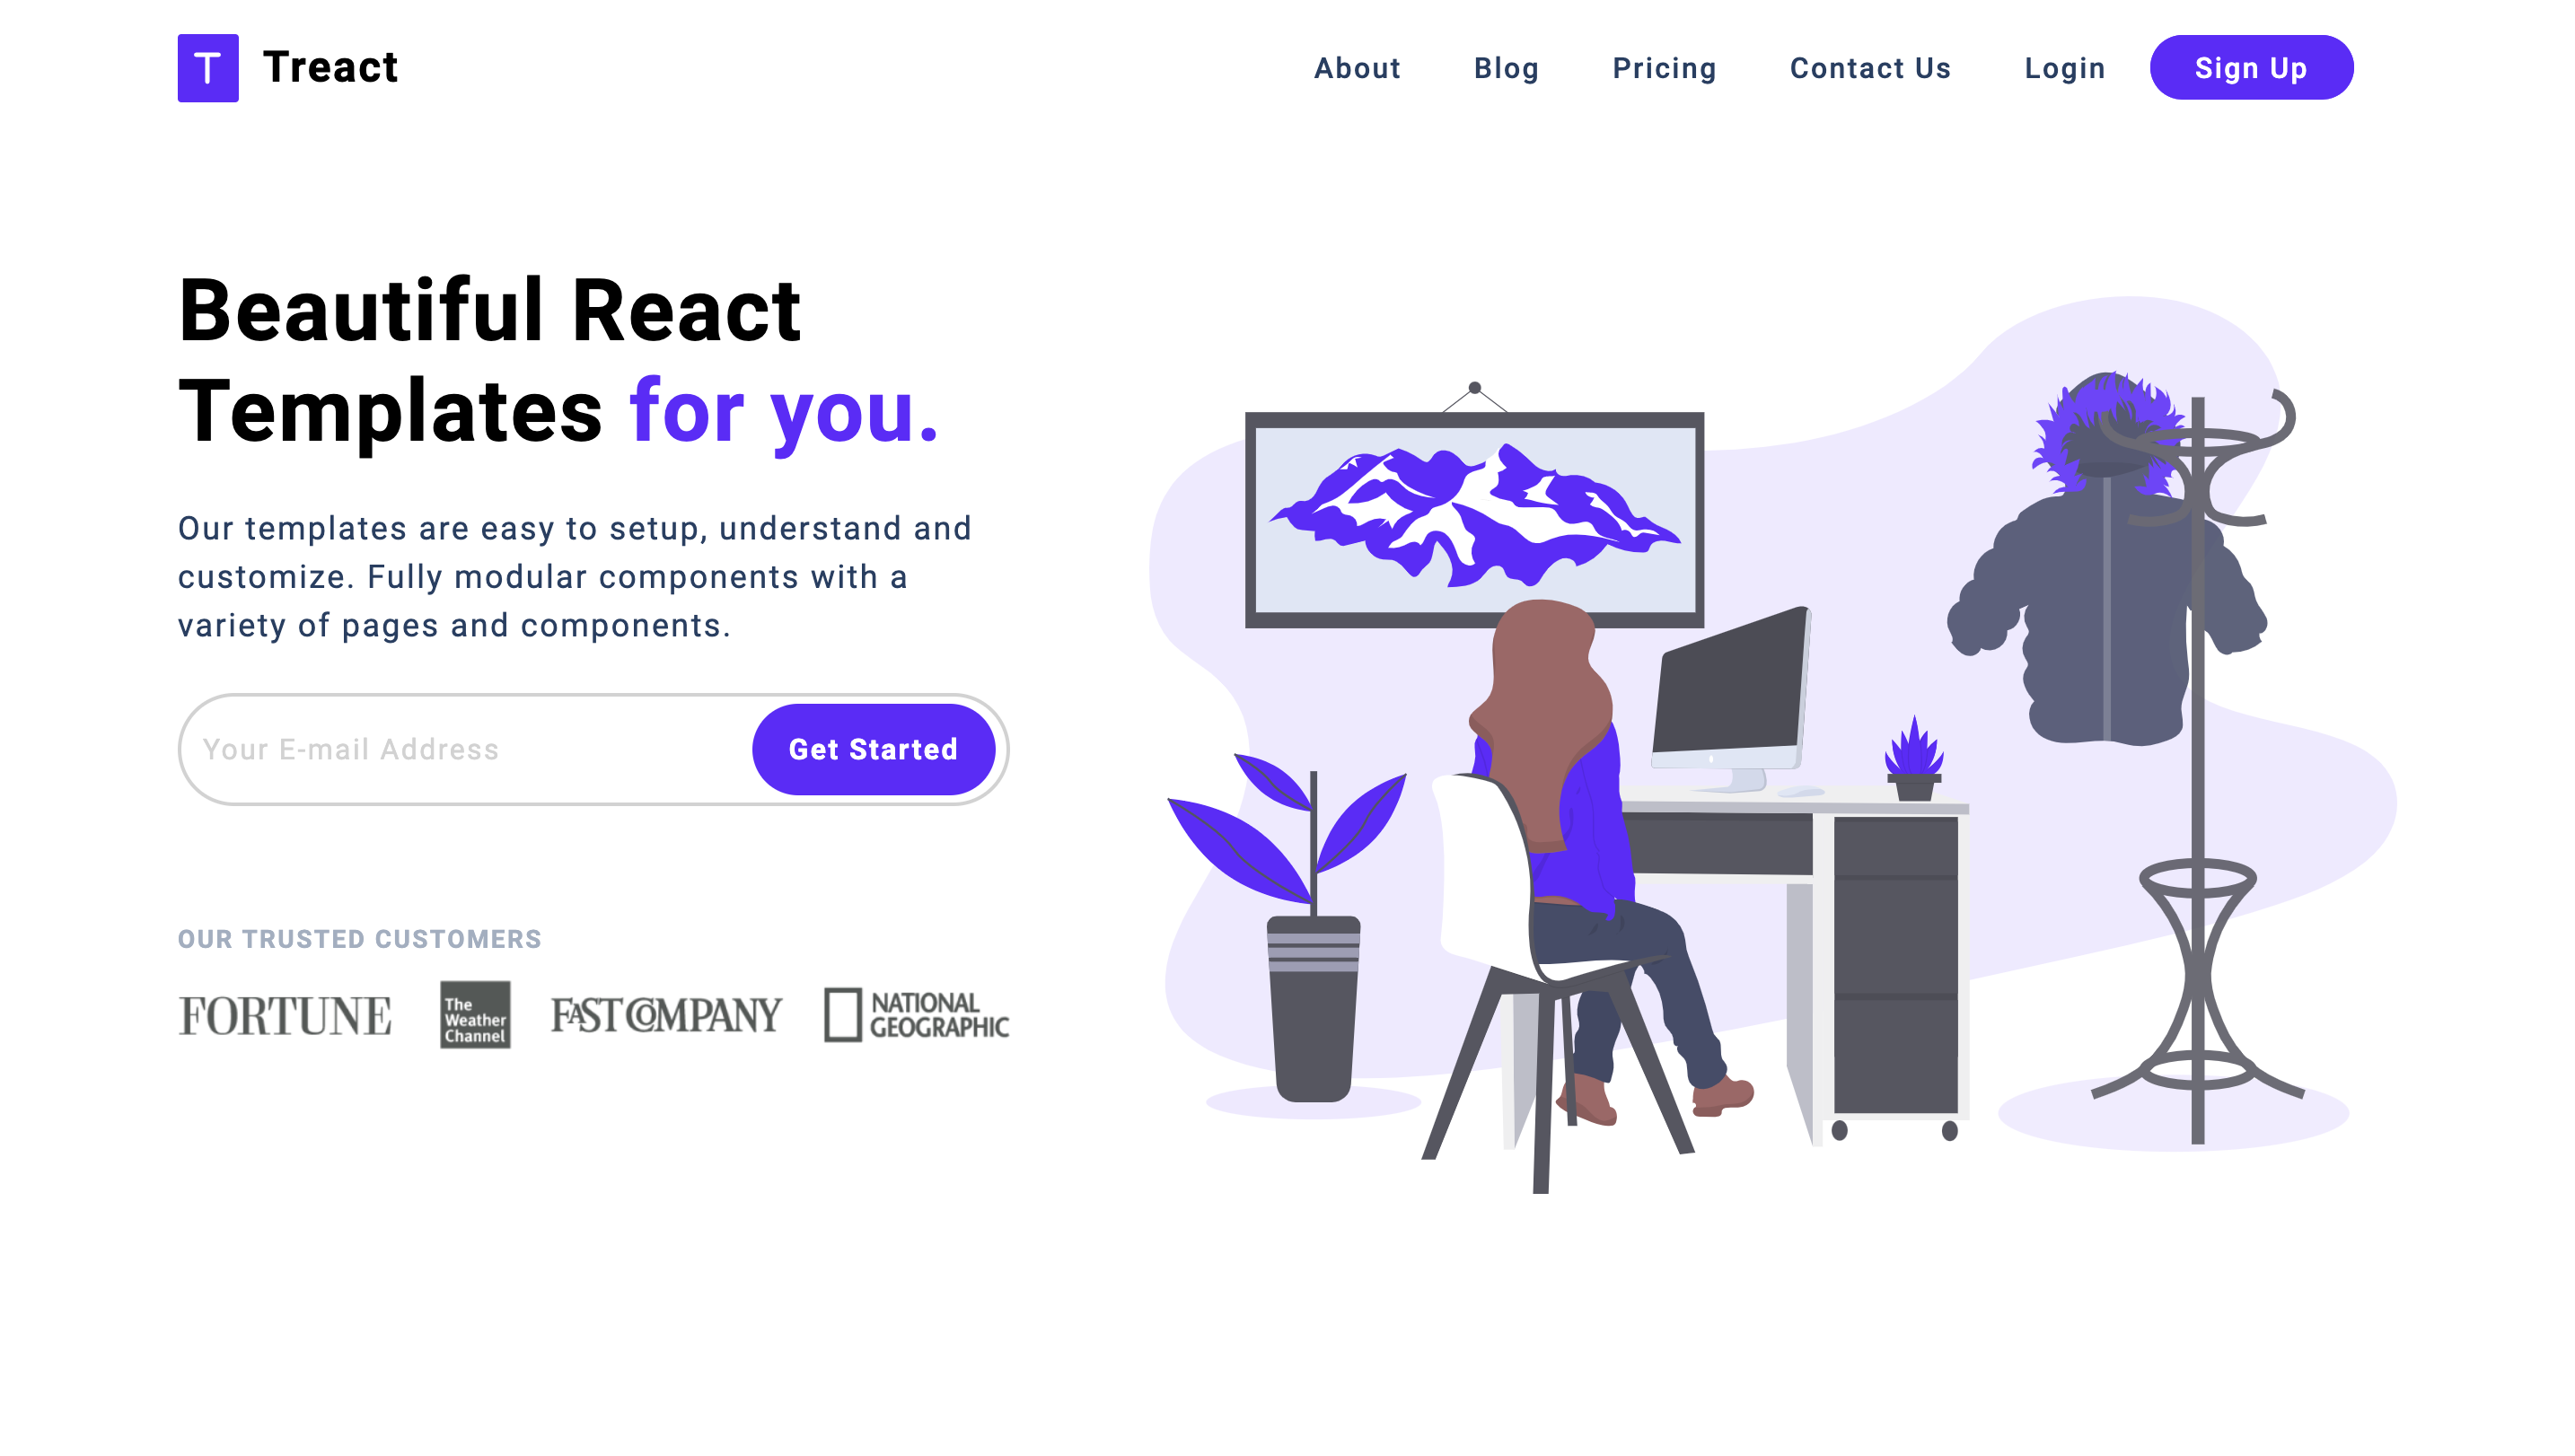 T Treact
About Blog Pricing Contact Us Login Sign Up
Beautiful React
Templates for you.
Our templates are easy to setup, understand and
customize. Fully modular components with a
variety of pages and components.
Your E-mail Address
Get Started
OUR TRUSTED CUSTOMERS
FORTUNE
The
Weather
Channel
FAST COMPANY
NATIONAL
GEOGRAPHIC